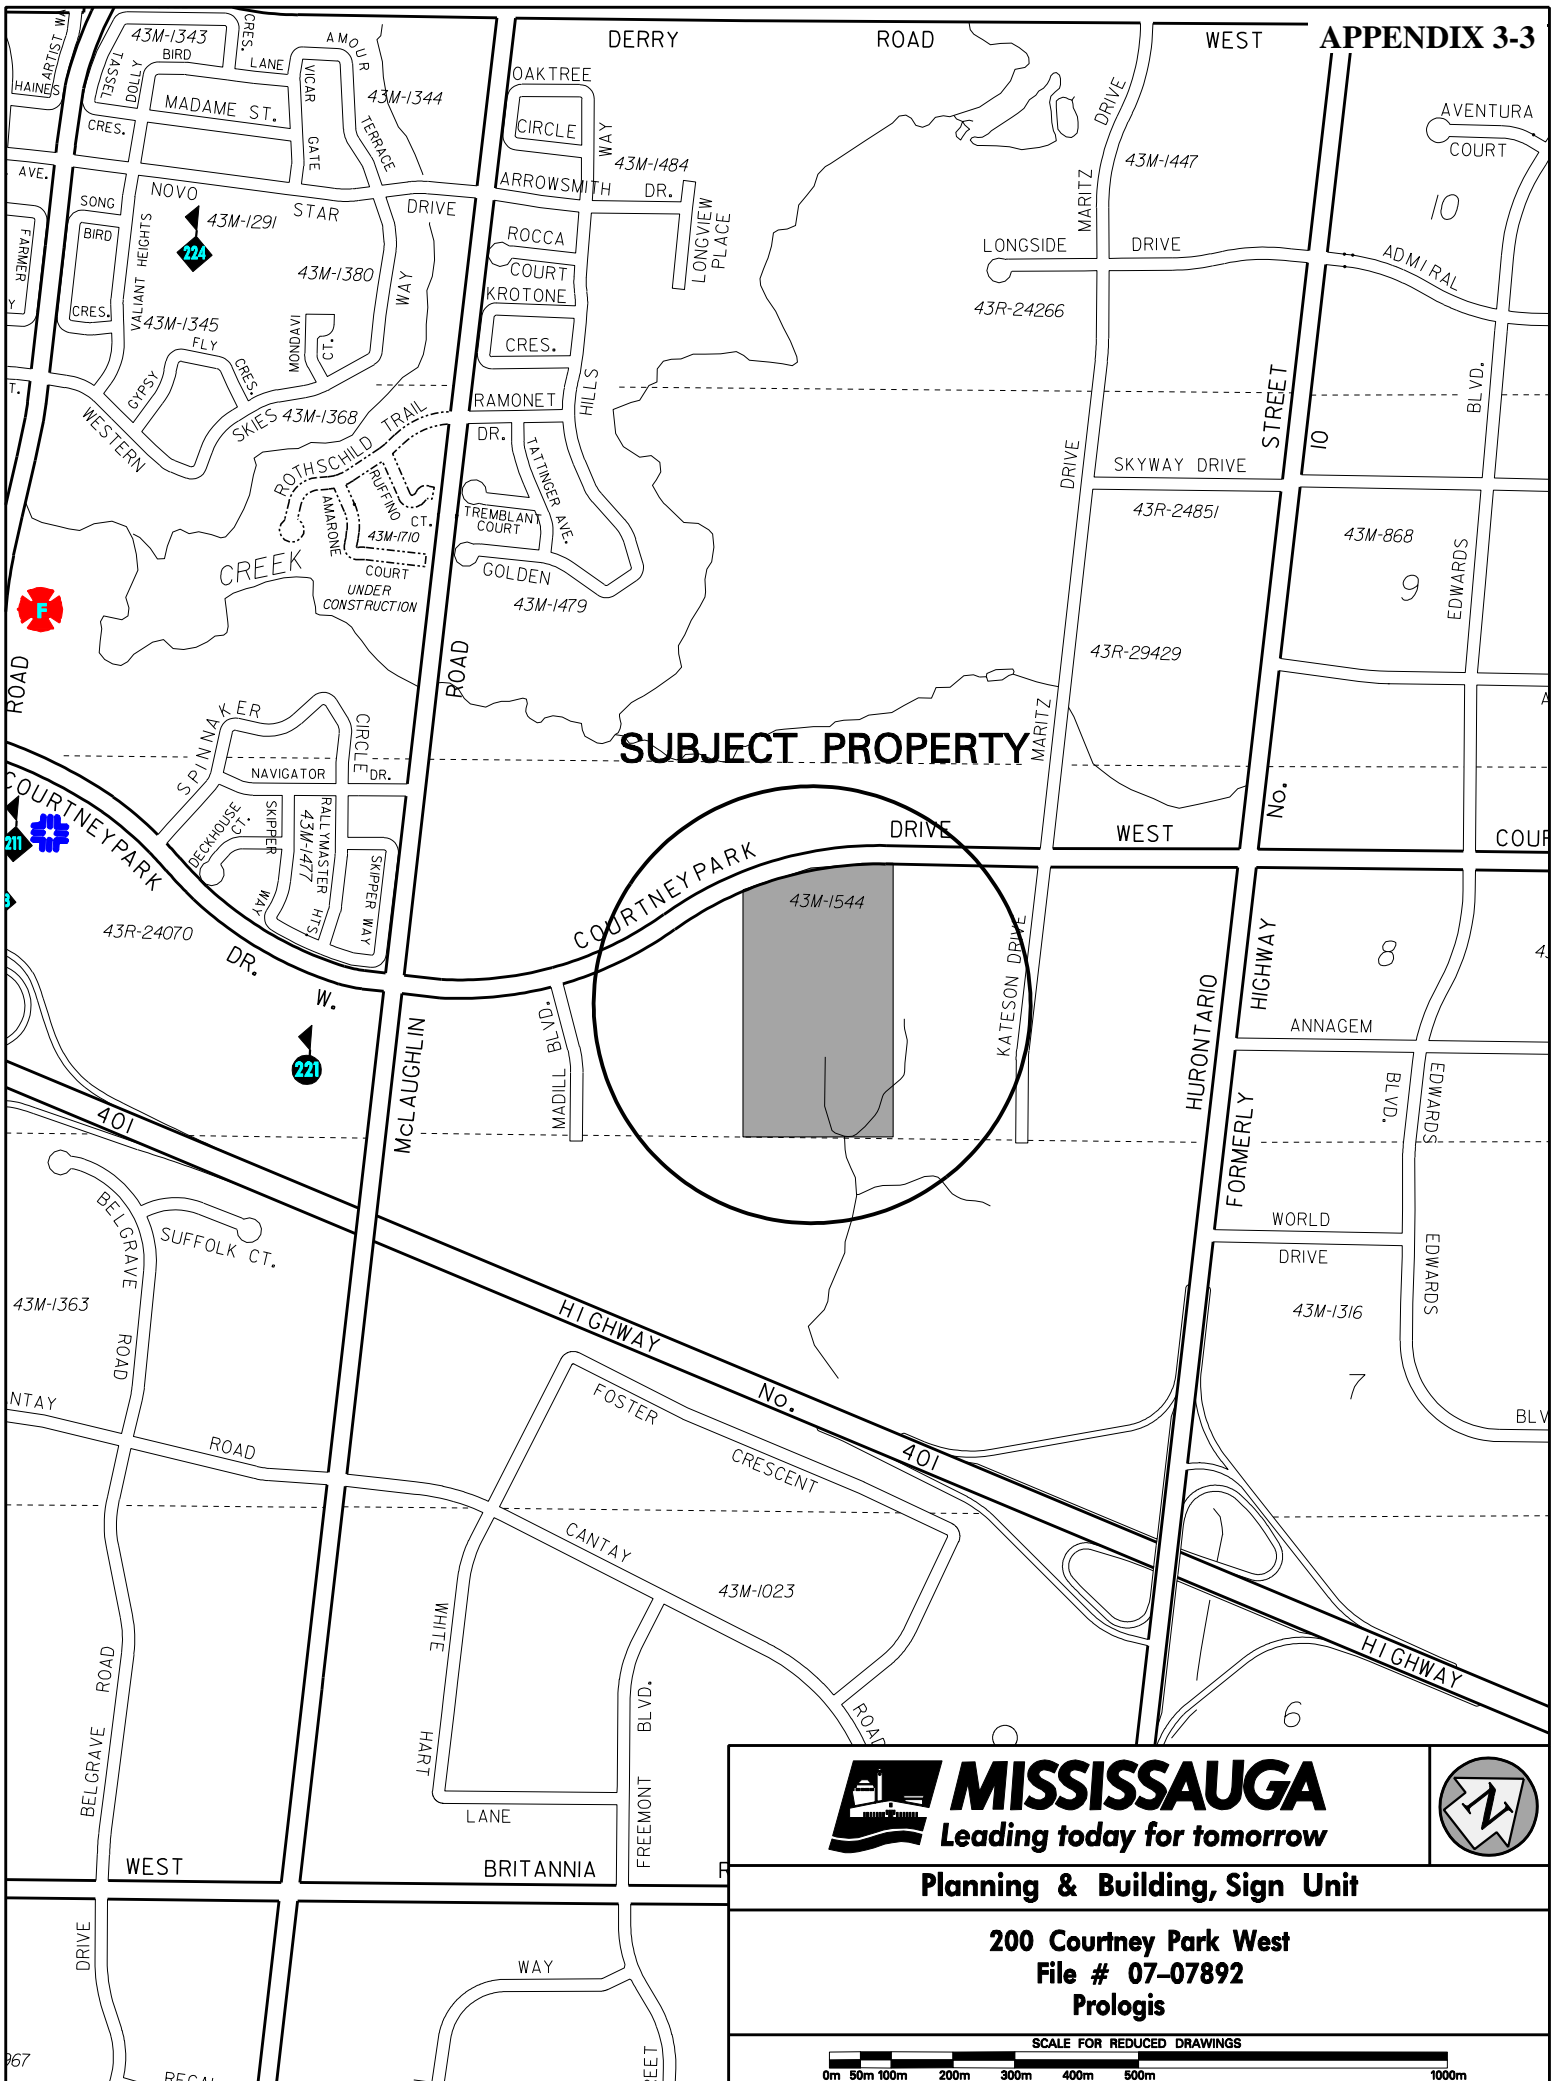 APPENDIX 3-3
DERRY ROAD WEST
ARTIST
HAINES
TASSEL
43M-1343
DOLLY
BIRD
CRES.
LANE
AMOUR
VICAR
GATE
43M-1344
TERRACE
MADAME ST.
CRES.
AVE.
SONG
BIRD
CRES.
NOVO
STAR
DRIVE
43M-1291
224
FARMER
VALIANT HEIGHTS
43M-1380
WAY
43M-1345
FLY
GYPSY
CRES.
MONDAVI
CT.
SKIES
43M-1368
WESTERN
OAKTREE
CIRCLE
WAY
43M-1484
ARROWSMITH DR.
LONGVIEW
PLACE
ROCCA
COURT
KROTONE
CRES.
HILLS
RAMONET
DR.
ROTHSCHILD TRAIL
RUFFINO
CT.
AMARONE
43M-1710
COURT
UNDER
CONSTRUCTION
TATTINGER AVE.
TREMBLANT
COURT
GOLDEN
43M-1479
CREEK
F
ROAD
ROAD
MARITZ
DRIVE
43M-1447
AVENTURA
COURT
10
LONGSIDE
DRIVE
ADMIRAL
43R-24266
STREET
10
BLVD.
DRIVE
SKYWAY DRIVE
43R-24851
43M-868
9
EDWARDS
43R-29429
MARITZ
SPINNAKER
CIRCLE
NAVIGATOR
DR.
SUBJECT PROPERTY
DECKHOUSE
CT.
SKIPPER
WAY
RALLYMASTER
HTS.
43M-1477
SKIPPER WAY
COURTNEYPARK
211
43R-24070
DR.
W.
221
COURTNEYPARK
DRIVE
WEST
No.
43M-1544
KATESON DRIVE
MADILL
BLVD.
McLAUGHLIN
HURONTARIO
HIGHWAY
FORMERLY
8
ANNAGEM
BLVD.
EDWARDS
WORLD
DRIVE
EDWARDS
43M-1316
7
401
BELGRAVE
SUFFOLK CT.
ROAD
43M-1363
HIGHWAY
No.
401
HIGHWAY
ROAD
FOSTER
CRESCENT
CANTAY
43M-1023
ROAD
WHITE
HART
LANE
FREEMONT
BLVD.
BELGRAVE
ROAD
6
WEST
BRITANNIA
DRIVE
WAY
MISSISSAUGA
Leading today for tomorrow
N
Planning & Building, Sign Unit
200 Courtney Park West
File # 07-07892
Prologis
SCALE FOR REDUCED DRAWINGS
0m 50m 100m 200m 300m 400m 500m 1000m